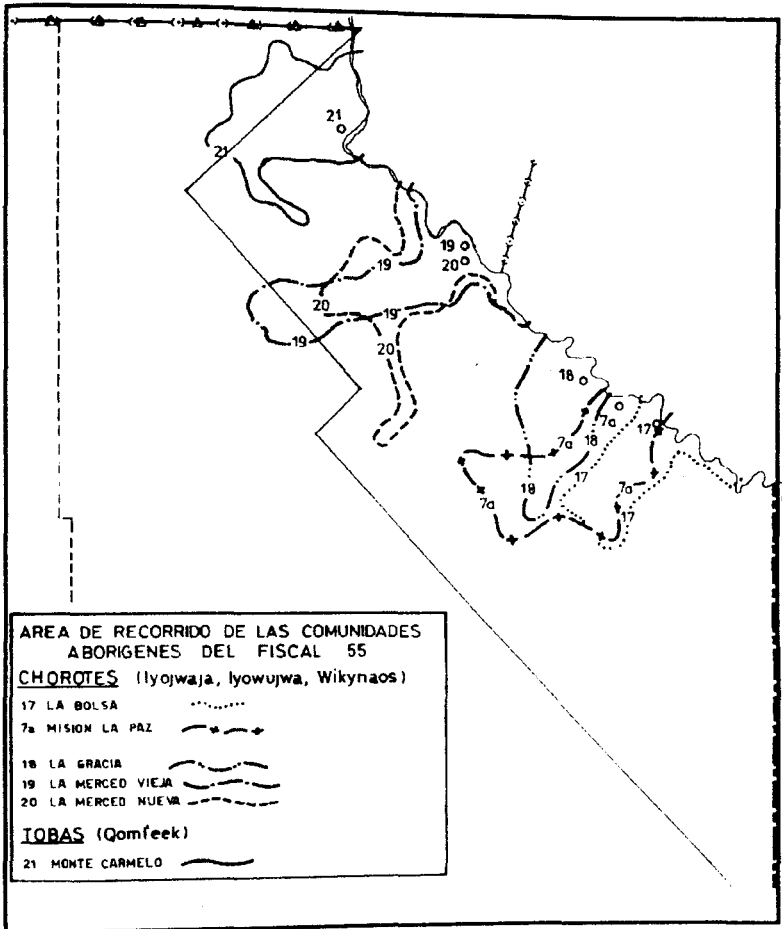 21
21
19
20
19
20
19
19
20
18
7a
17
7a
18
17
7a
18
7a
17
AREA DE RECORRIDO DE LAS COMUNIDADES
ABORIGENES DEL FISCAL 55
CHOROTES (Iyojwaja, Iyowujwa, Wikynaos)
17 LA BOLSA
7a MISION LA PAZ
18 LA GRACIA
19 LA MERCED VIEJA
20 LA MERCED NUEVA
TOBAS (Qomfeek)
21 MONTE CARMELO